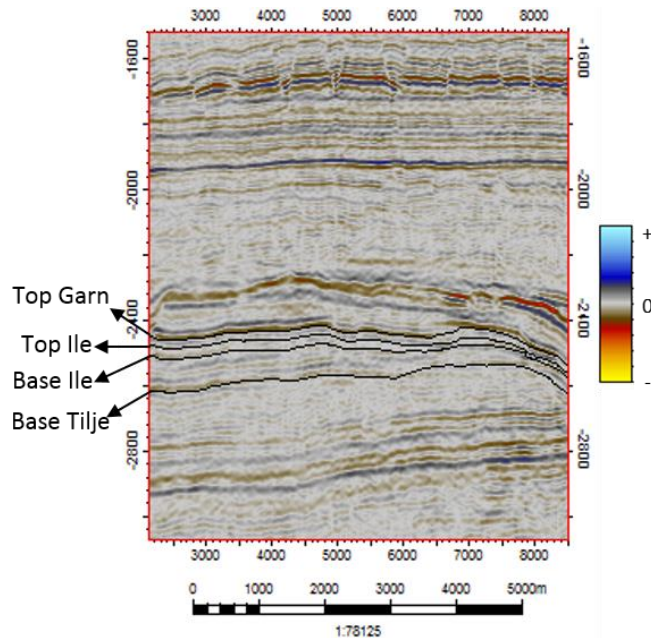 3000 4000 5000 6000 7000 8000
-1600 -1600
-2000 -2000
-2400 -2400
-2800 -2800
+
0
-
Top Garn
Top Ile
Base Ile
Base Tilje
3000 4000 5000 6000 7000 8000
0 1000 2000 3000 4000 5000m
1:78125